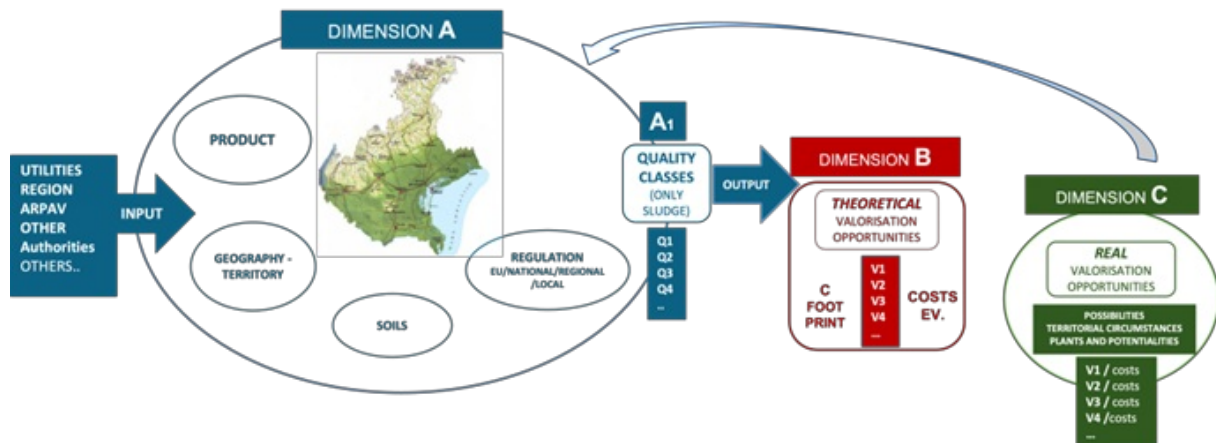 DIMENSION A
UTILITIES
REGION
ARPAV
OTHER
Authorities
OTHERS..
INPUT
PRODUCT
GEOGRAPHY -
TERRITORY
SOILS
REGULATION
EU/NATIONAL/REGIONAL
/LOCAL
A1
QUALITY
CLASSES
(ONLY
SLUDGE)
Q1
Q2
Q3
Q4
..
OUTPUT
DIMENSION B
THEORETICAL
VALORISATION
OPPORTUNITIES
C
FOOT
PRINT
V1
V2
V3
V4
...
COSTS
EV.
DIMENSION C
REAL
VALORISATION
OPPORTUNITIES
POSSIBILITIES
TERRITORIAL CIRCUMSTANCES
PLANTS AND POTENTIALITIES
V1 / costs
V2 / costs
V3 / costs
V4 /costs
...